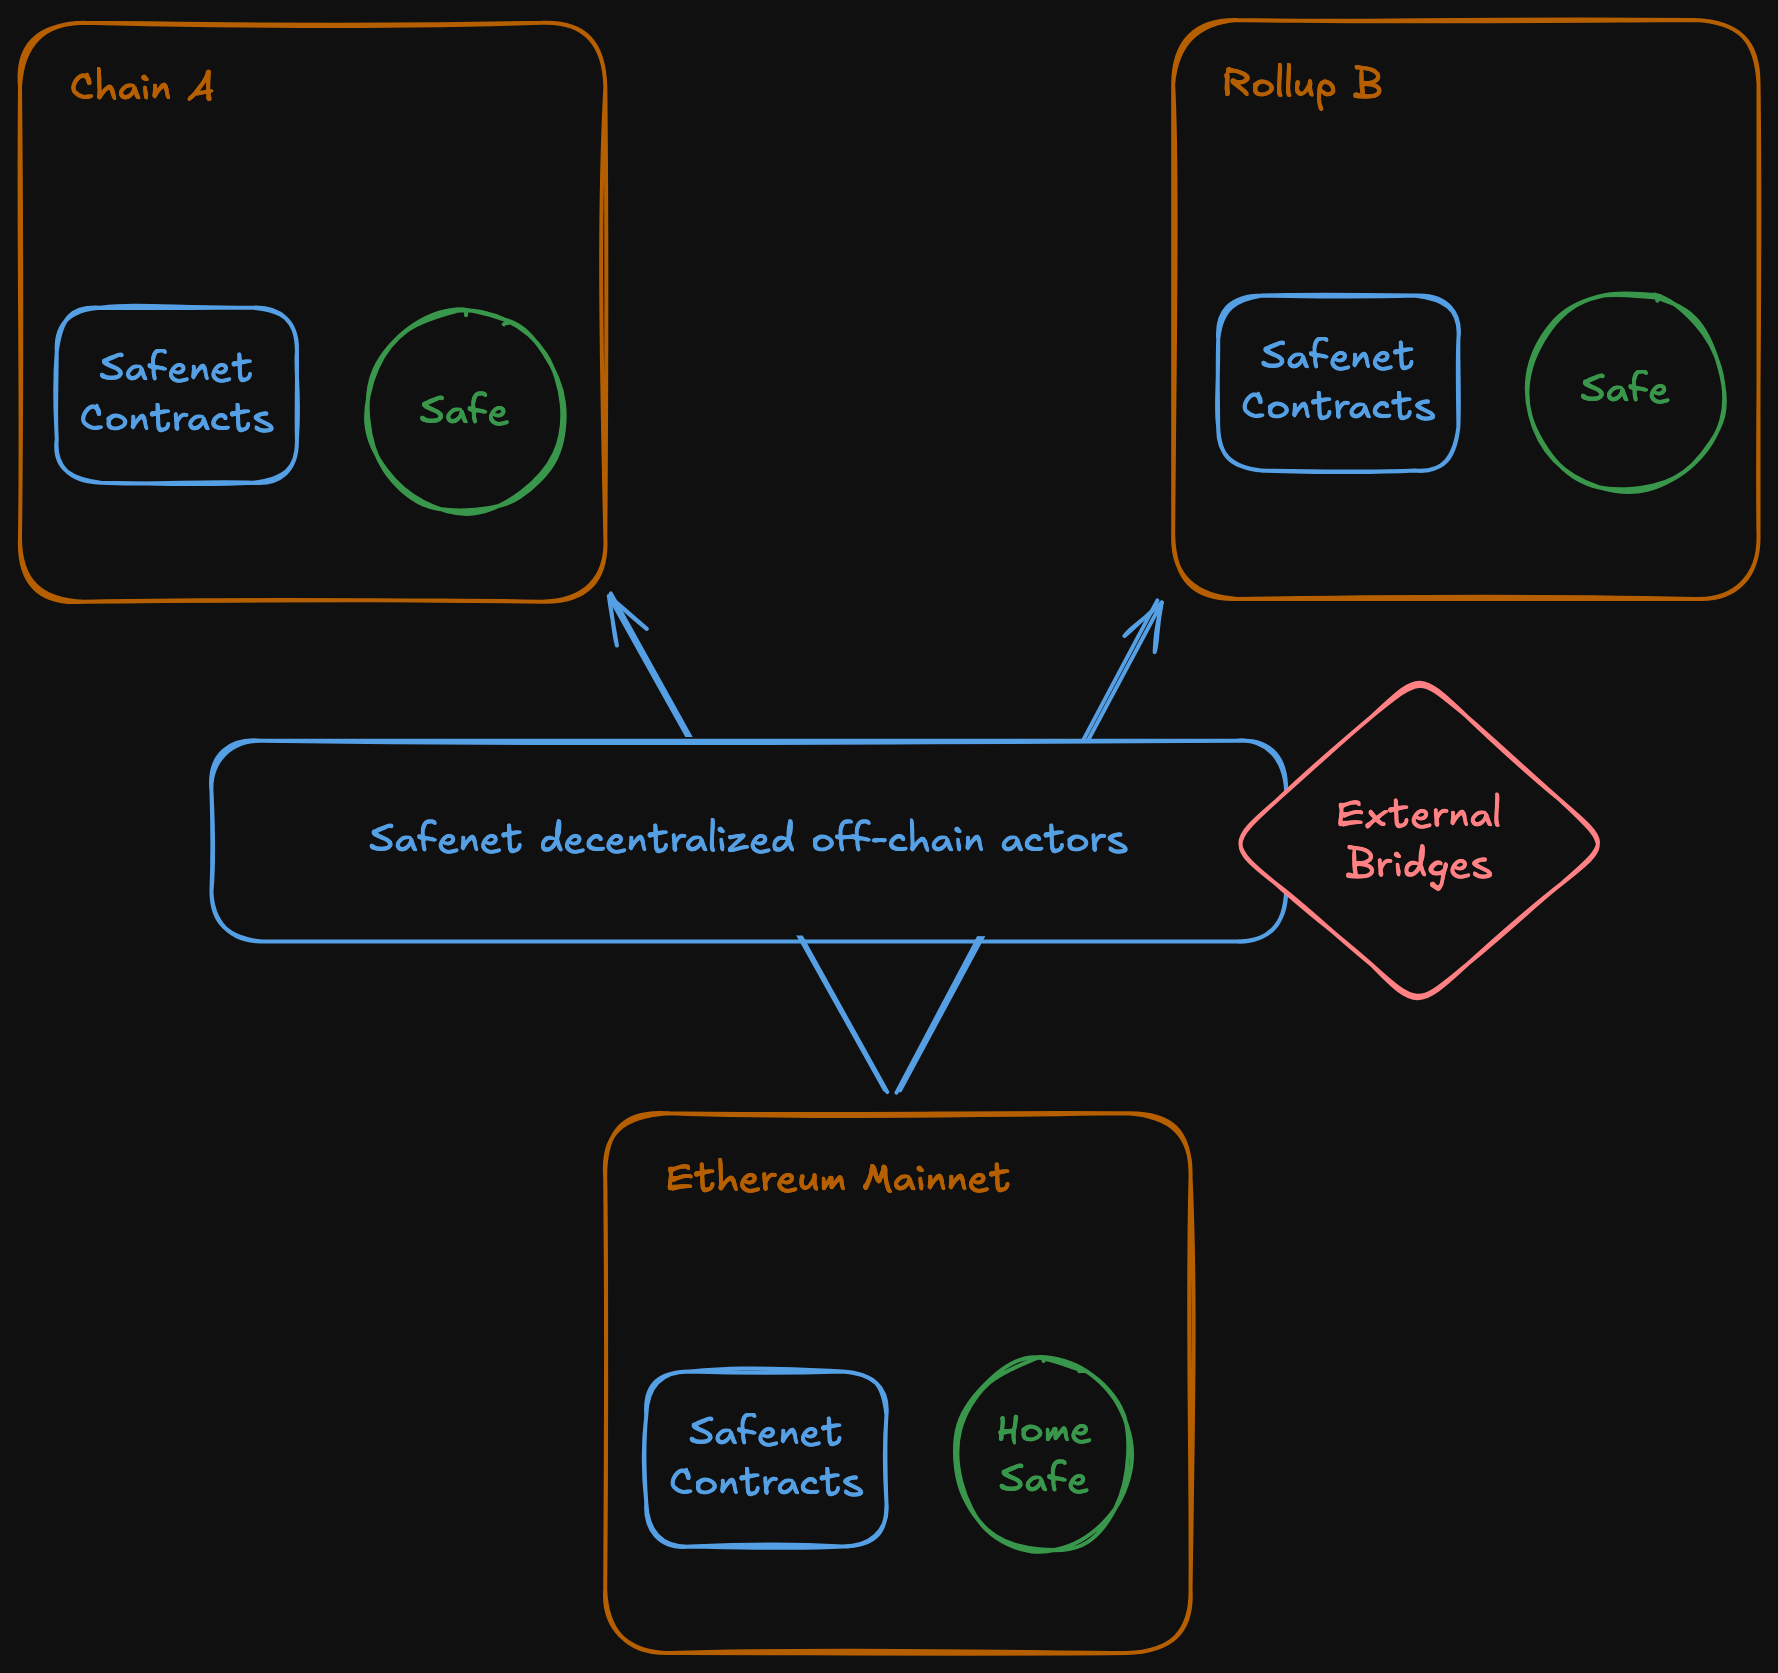 Chain A
Safenet
Contracts
Safe
Rollup B
Safenet
Contracts
Safe
Safenet decentralized off-chain actors
External
Bridges
Ethereum Mainnet
Safenet
Contracts
Home
Safe